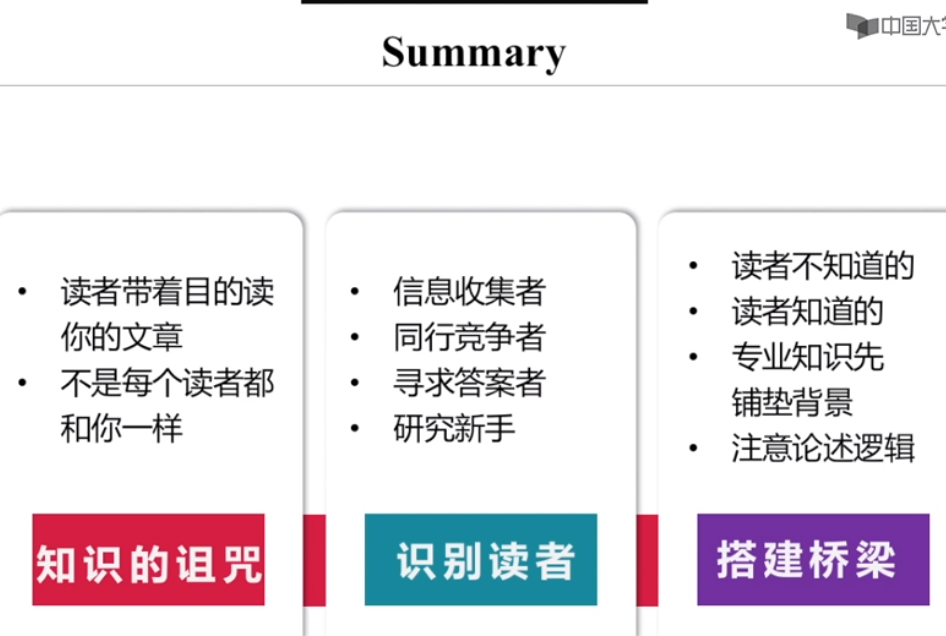 Summary
中国大学
• 读者带着目的读
你的文章
• 不是每个读者都
和你一样
知识的诅咒
• 信息收集者
• 同行竞争者
• 寻求答案者
• 研究新手
识别读者
• 读者不知道的
• 读者知道的
• 专业知识先
铺垫背景
• 注意论述逻辑
搭建桥梁